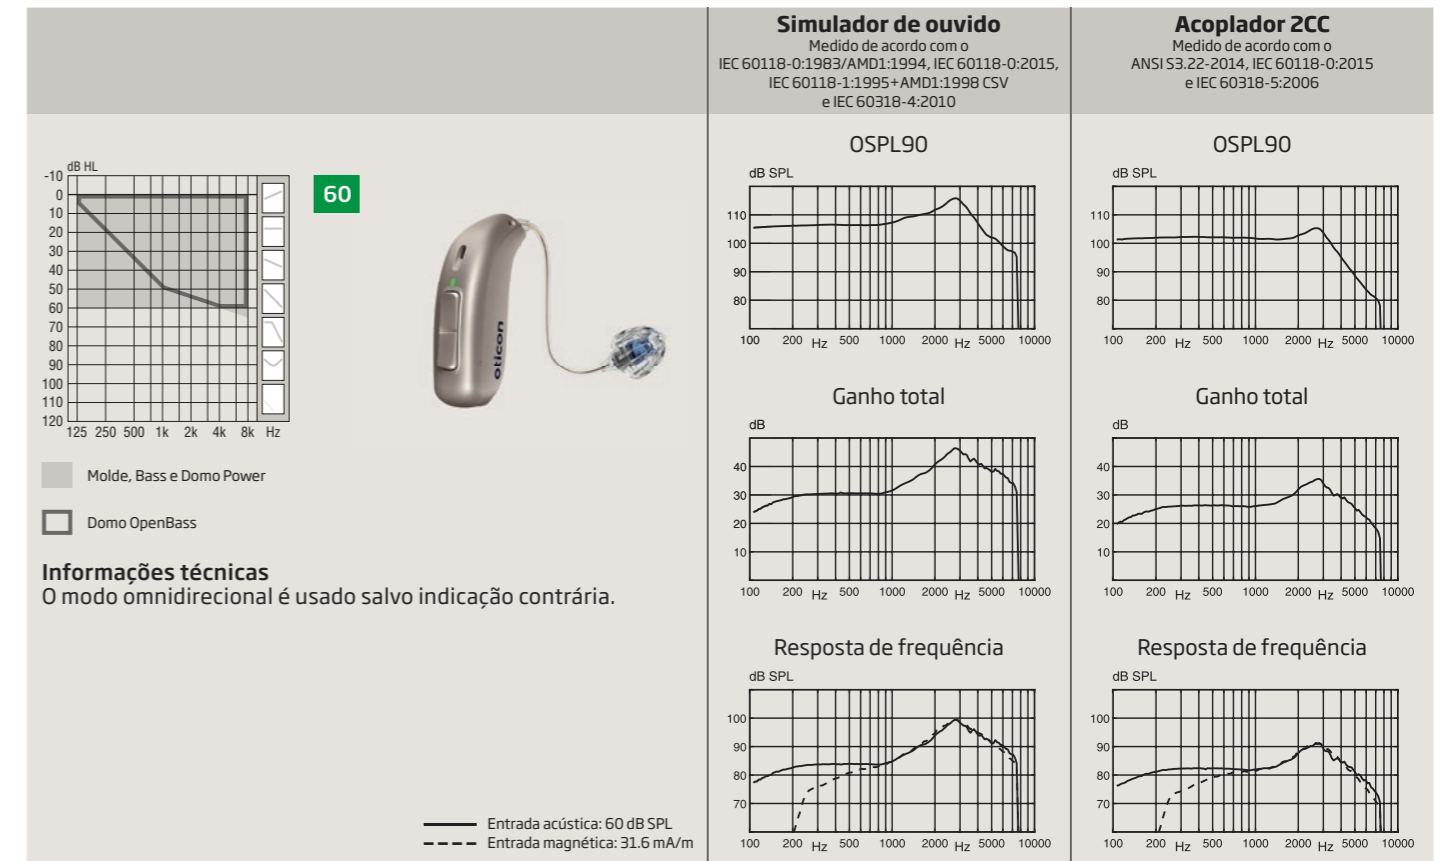 Simulador de ouvido
Medido de acordo com o
IEC 60118-0:1983/AMD1:1994, IEC 60118-0:2015,
IEC 60118-1:1995+AMD1:1998 CSV
e IEC 60318-4:2010
Acoplador 2CC
Medido de acordo com o
ANSI S3.22-2014, IEC 60118-0:2015
e IEC 60318-5:2006
dB HL
-10
0
10
20
30
40
50
60
70
80
90
100
110
120
125 250 500 1k 2k 4k 8k Hz
60
oticon
Molde, Bass e Domo Power
Domo OpenBass
Informações técnicas
O modo omnidirecional é usado salvo indicação contrária.
Entrada acústica: 60 dB SPL
Entrada magnética: 31.6 mA/m
OSPL90
dB SPL
110
100
90
80
100 200 Hz 500 1000 2000 Hz 5000 10000
Ganho total
dB
40
30
20
10
100 200 Hz 500 1000 2000 Hz 5000 10000
Resposta de frequência
dB SPL
100
90
80
70
100 200 Hz 500 1000 2000 Hz 5000 10000
OSPL90
dB SPL
110
100
90
80
100 200 Hz 500 1000 2000 Hz 5000 10000
Ganho total
dB
40
30
20
10
100 200 Hz 500 1000 2000 Hz 5000 10000
Resposta de frequência
dB SPL
100
90
80
70
100 200 Hz 500 1000 2000 Hz 5000 10000